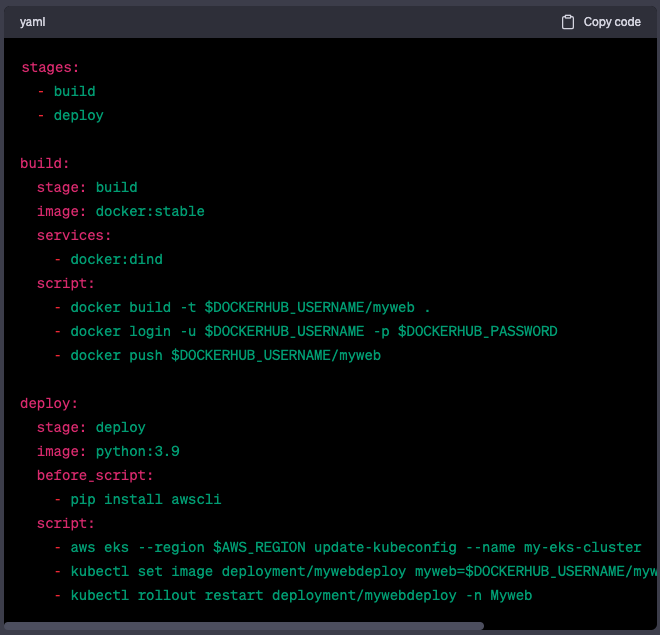 yaml
Copy code
stages:
  - build
  - deploy
build:
  stage: build
  image: docker:stable
  services:
    - docker:dind
  script:
    - docker build -t $DOCKERHUB_USERNAME/myweb .
    - docker login -u $DOCKERHUB_USERNAME -p $DOCKERHUB_PASSWORD
    - docker push $DOCKERHUB_USERNAME/myweb
deploy:
  stage: deploy
  image: python:3.9
  before_script:
    - pip install awscli
  script:
    - aws eks --region $AWS_REGION update-kubeconfig --name my-eks-cluster
    - kubectl set image deployment/mywebdeploy myweb=$DOCKERHUB_USERNAME/myw
    - kubectl rollout restart deployment/mywebdeploy -n Myweb